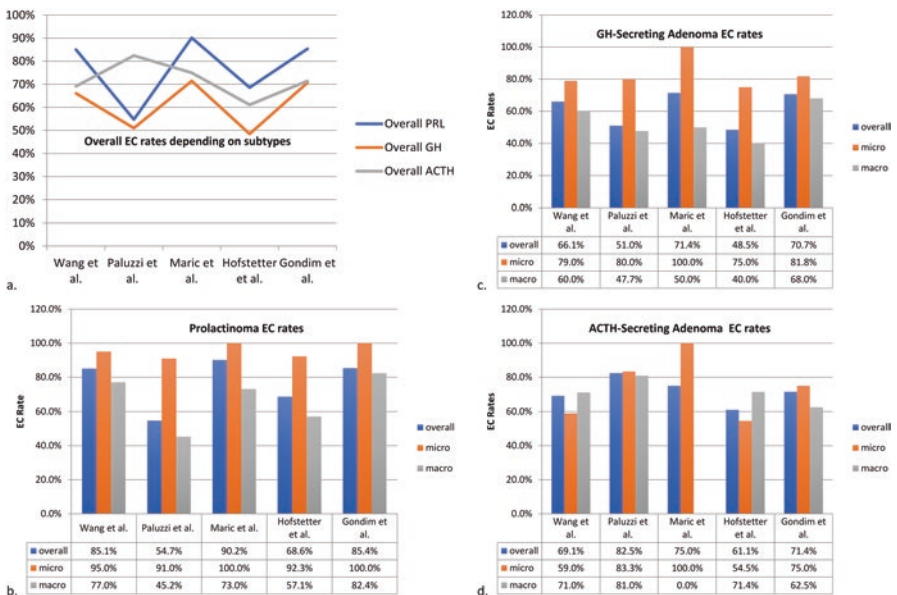 100%
90%
80%
70%
60%
50%
40%
30%
20%
10%
0%
Overall EC rates depending on subtypes
Wang et al.
Paluzzi et al.
Maric et al.
Hofstetter et al.
Gondim et al.
Overall PRL
Overall GH
Overall ACTH
a.
120.0%
100.0%
80.0%
60.0%
40.0%
20.0%
0.0%
EC Rate
Prolactinoma EC rates
overall
micro
macro
Wang et al. Paluzzi et al. Maric et al. Hofstetter et al. Gondim et al.
overall 85.1% 54.7% 90.2% 68.6% 85.4%
micro 95.0% 91.0% 100.0% 92.3% 100.0%
macro 77.0% 45.2% 73.0% 57.1% 82.4%
b.
120.0%
100.0%
80.0%
60.0%
40.0%
20.0%
0.0%
EC Rates
GH-Secreting Adenoma EC rates
overall
micro
macro
Wang et al. Paluzzi et al. Maric et al. Hofstetter et al. Gondim et al.
overall 66.1% 51.0% 71.4% 48.5% 70.7%
micro 79.0% 80.0% 100.0% 75.0% 81.8%
macro 60.0% 47.7% 50.0% 40.0% 68.0%
c.
120.0%
100.0%
80.0%
60.0%
40.0%
20.0%
0.0%
EC Rates
ACTH-Secreting Adenoma EC rates
overall
micro
macro
Wang et al. Paluzzi et al. Maric et al. Hofstetter et al. Gondim et al.
overall 69.1% 82.5% 75.0% 61.1% 71.4%
micro 59.0% 83.3% 100.0% 54.5% 75.0%
macro 71.0% 81.0% 0.0% 71.4% 62.5%
d.